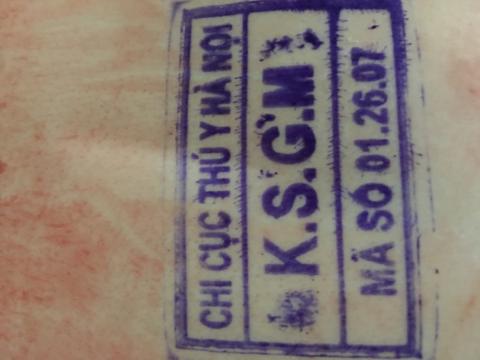 CHI CỤC THÚ Y HÀ NỘI
K.S.G.M
MÃ SỐ 01.26.07